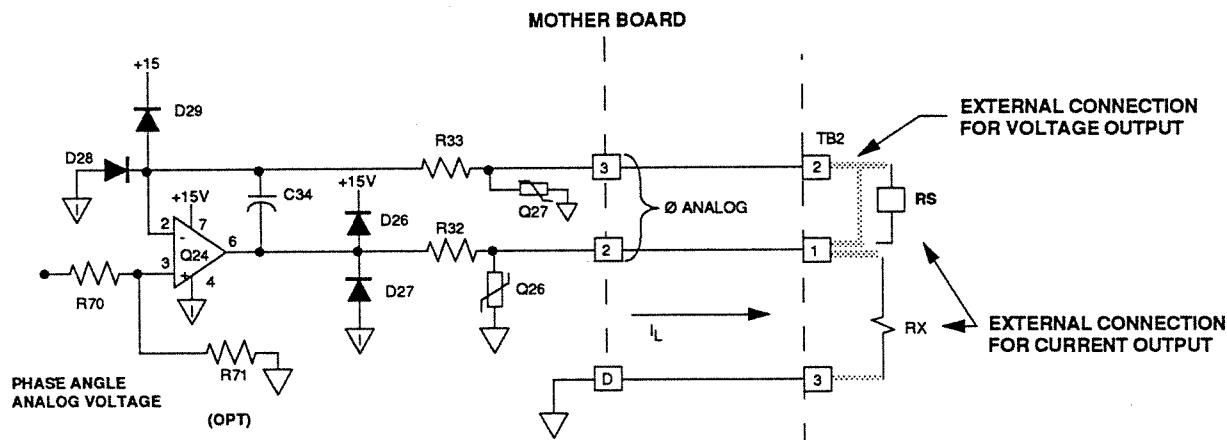 MOTHER BOARD
+15
D29
D28
R33
3
TB2
2
EXTERNAL CONNECTION
FOR VOLTAGE OUTPUT
+15V
7
2
-
C34
+15V
D26
Q27
Ø ANALOG
RS
Q24
6
R32
2
1
3
+
4
R70
D27
Q26
I
I
I
IL
RX
EXTERNAL CONNECTION
FOR CURRENT OUTPUT
R71
D
3
PHASE ANGLE
ANALOG VOLTAGE
(OPT)